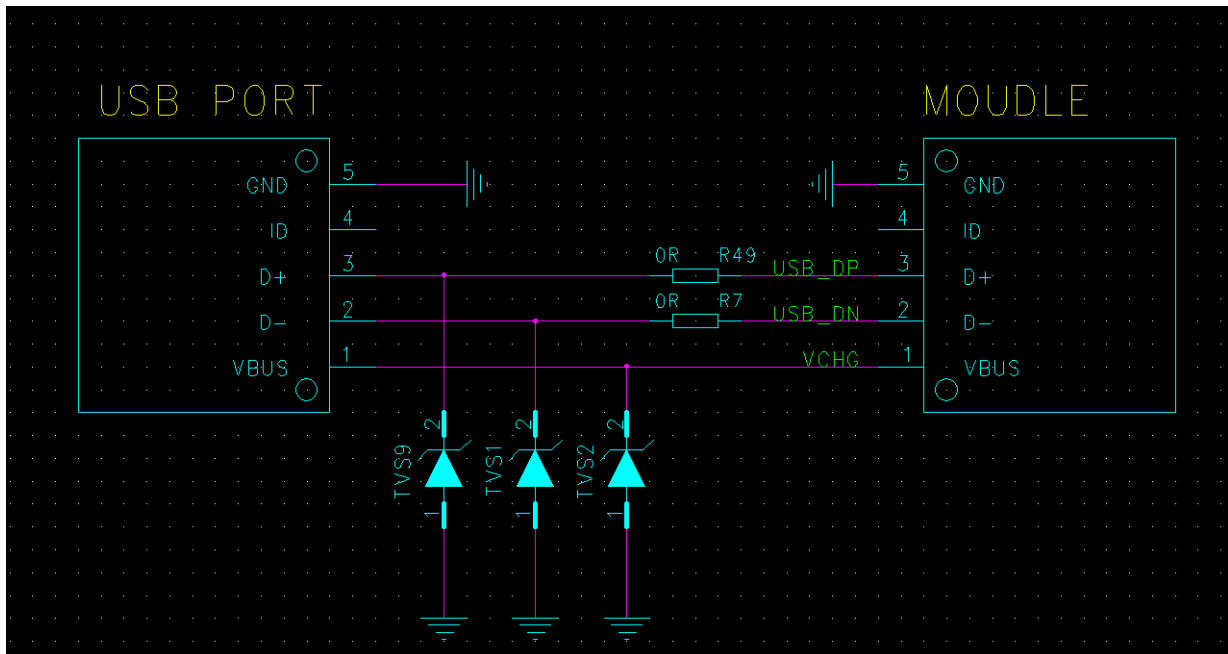 USB PORT
MOUDLE
GND 5
5 GND
ID 4
4 ID
0R R49
D+ 3
USB_DP
3 D+
0R R7
D- 2
USB_DN
2 D-
VBUS 1
VCHG
1 VBUS
2
2
2
TVS9
TVS1
TVS2
1
1
1